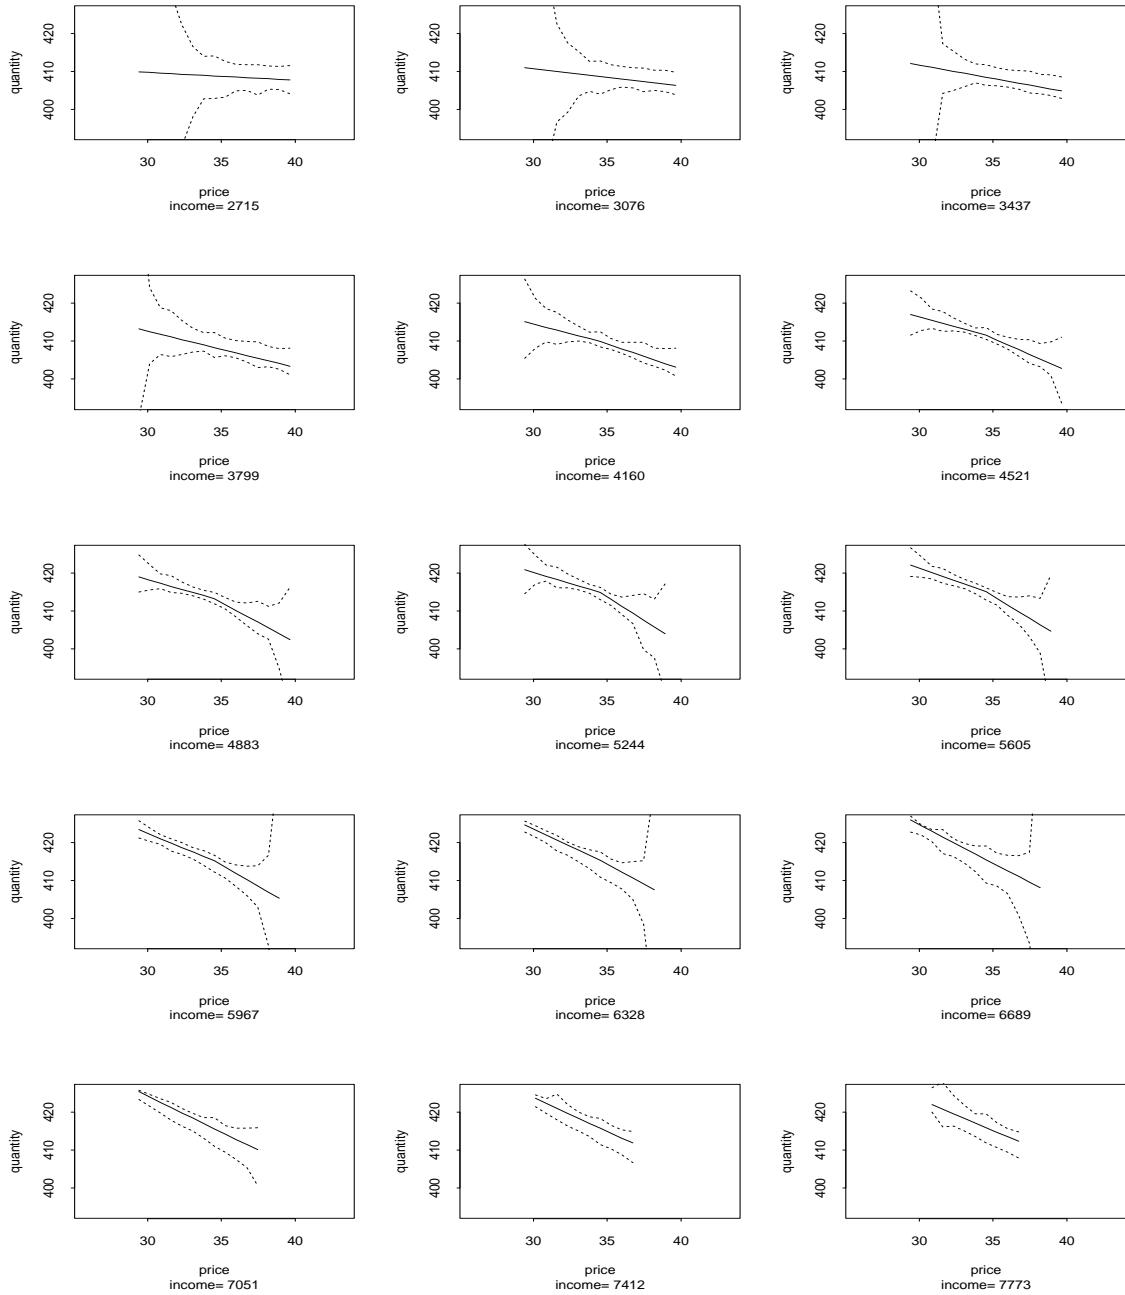 quantity
420
410
400
30 35 40
price
income= 2715
quantity
420
410
400
30 35 40
price
income= 3076
quantity
420
410
400
30 35 40
price
income= 3437
quantity
420
410
400
30 35 40
price
income= 3799
quantity
420
410
400
30 35 40
price
income= 4160
quantity
420
410
400
30 35 40
price
income= 4521
quantity
420
410
400
30 35 40
price
income= 4883
quantity
420
410
400
30 35 40
price
income= 5244
quantity
420
410
400
30 35 40
price
income= 5605
quantity
420
410
400
30 35 40
price
income= 5967
quantity
420
410
400
30 35 40
price
income= 6328
quantity
420
410
400
30 35 40
price
income= 6689
quantity
420
410
400
30 35 40
price
income= 7051
quantity
420
410
400
30 35 40
price
income= 7412
quantity
420
410
400
30 35 40
price
income= 7773